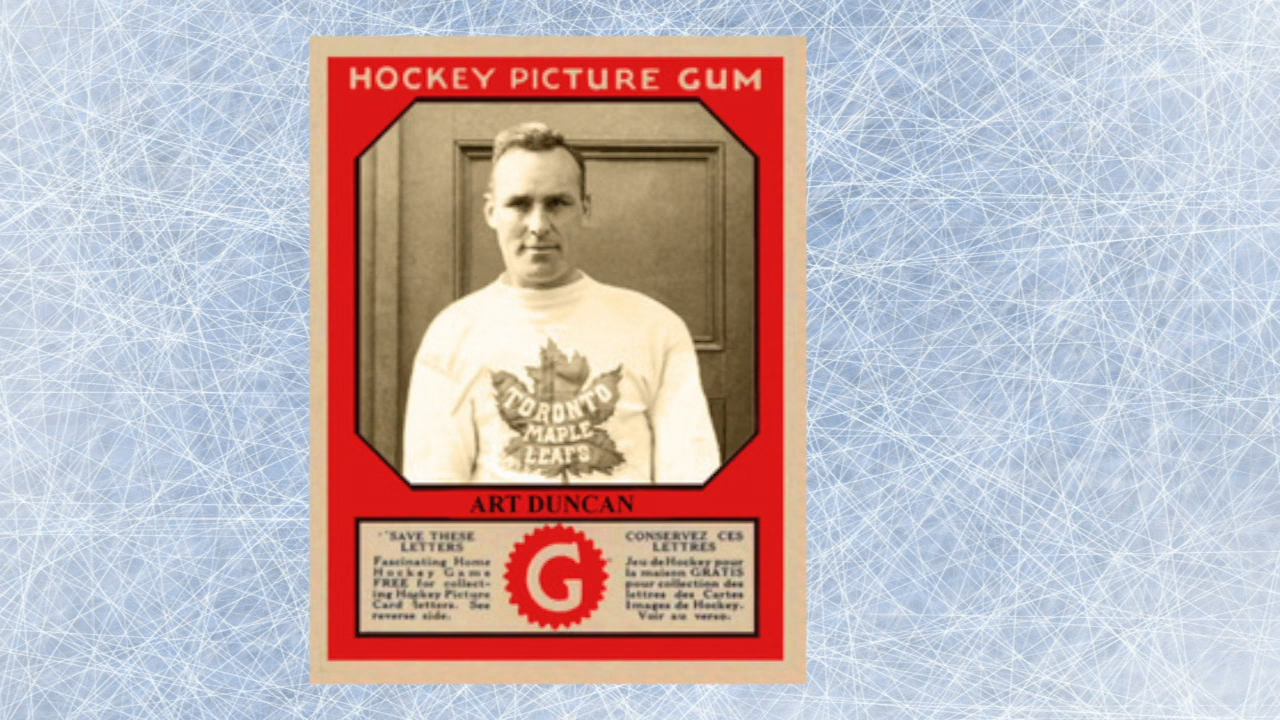 HOCKEY PICTURE GUM
TORONTO
MAPLE
LEAFS
ART DUNCAN
"SAVE THESE
LETTERS
Fascinating Home
Hockey Game
FREE for collect-
ing Hockey Picture
Card letters. See
reverse side.
G
CONSERVEZ CES
LETTRES
Jeu de Hockey pour
la maison GRATIS
pour collection des
lettres des Cartes
Images de Hockey.
Voir au verso.